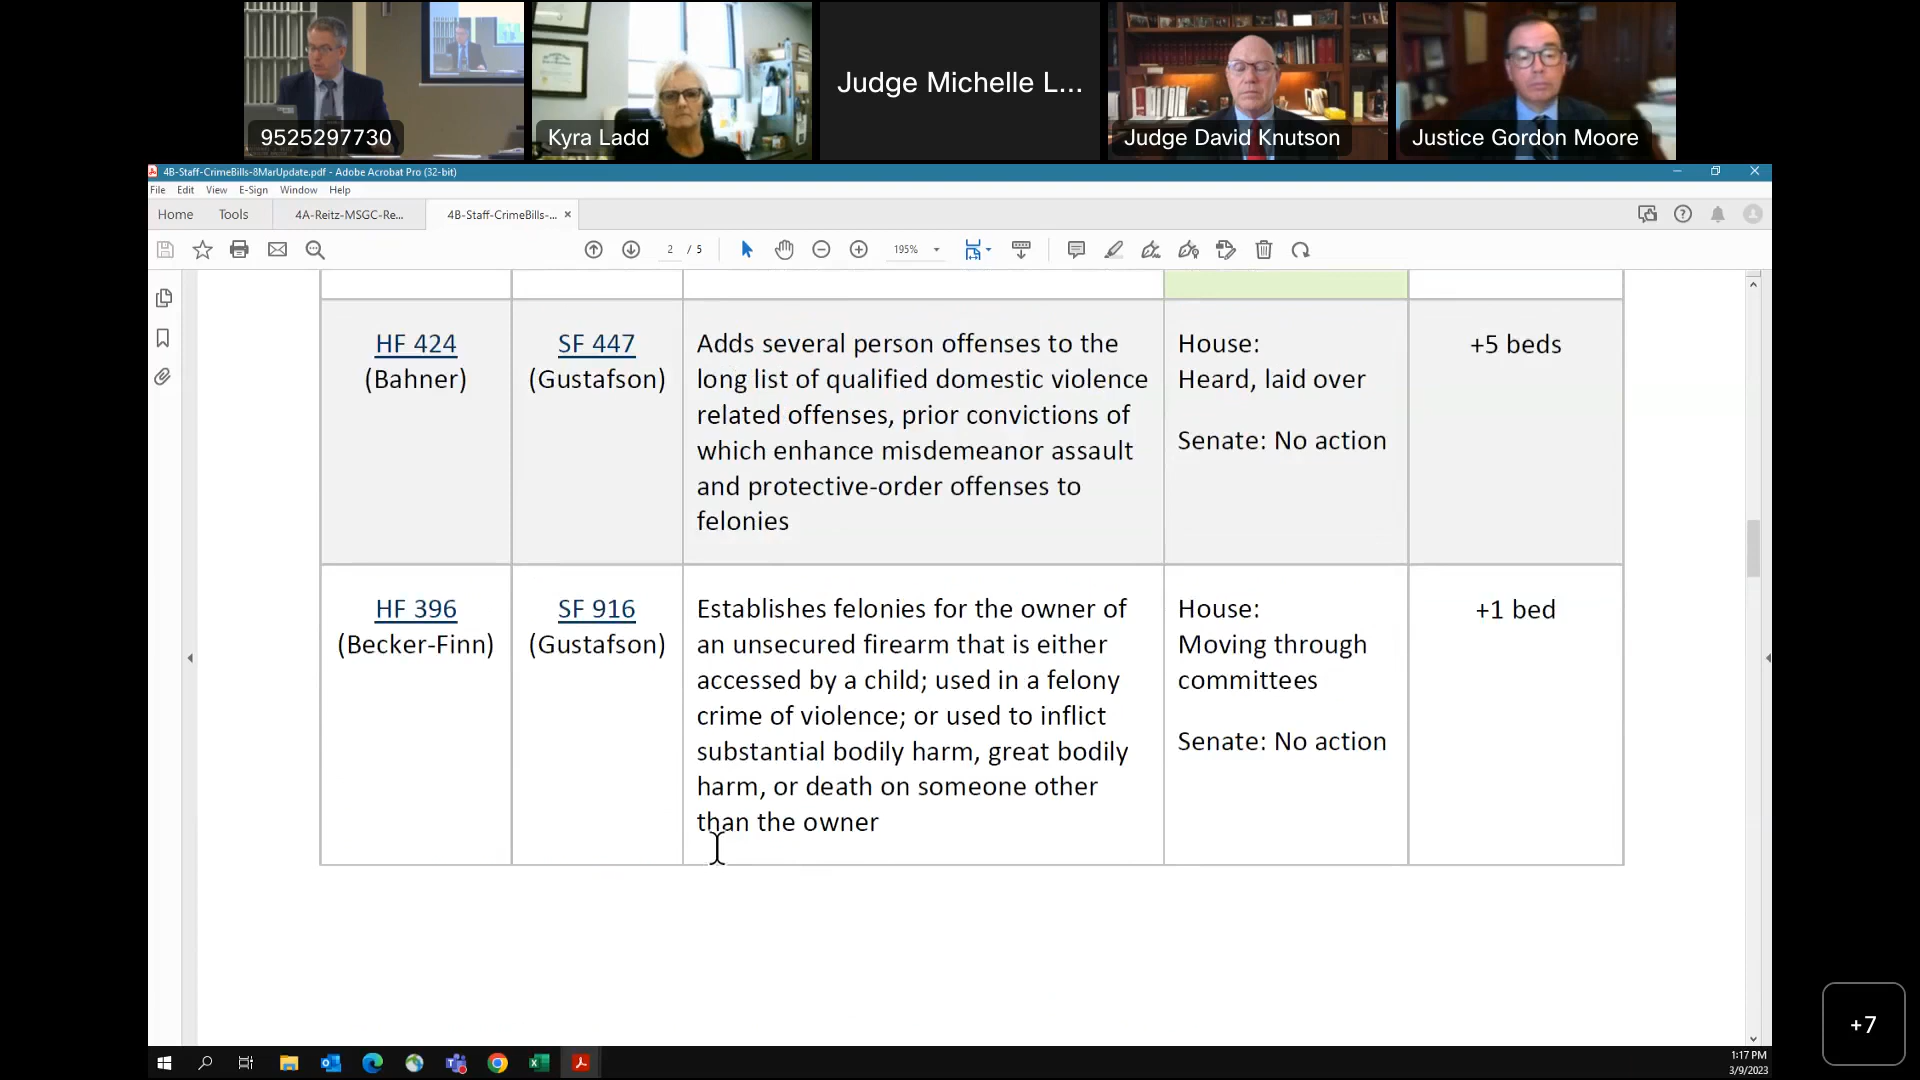 9525297730
Kyra Ladd
Judge Michelle L...
Judge David Knutson
Justice Gordon Moore
4B-Staff-CrimeBills-8MarUpdate.pdf - Adobe Acrobat Pro (32-bit)
File Edit View E-Sign Window Help
Home Tools 4A-Reitz-MSGC-Re... 4B-Staff-CrimeBills-... ×
2 / 5 195%
HF 424
(Bahner)
SF 447
(Gustafson)
Adds several person offenses to the
long list of qualified domestic violence
related offenses, prior convictions of
which enhance misdemeanor assault
and protective-order offenses to
felonies
House:
Heard, laid over
Senate: No action
+5 beds
HF 396
(Becker-Finn)
SF 916
(Gustafson)
Establishes felonies for the owner of
an unsecured firearm that is either
accessed by a child; used in a felony
crime of violence; or used to inflict
substantial bodily harm, great bodily
harm, or death on someone other
than the owner
House:
Moving through
committees
Senate: No action
+1 bed
+7
1:17 PM
3/9/2023